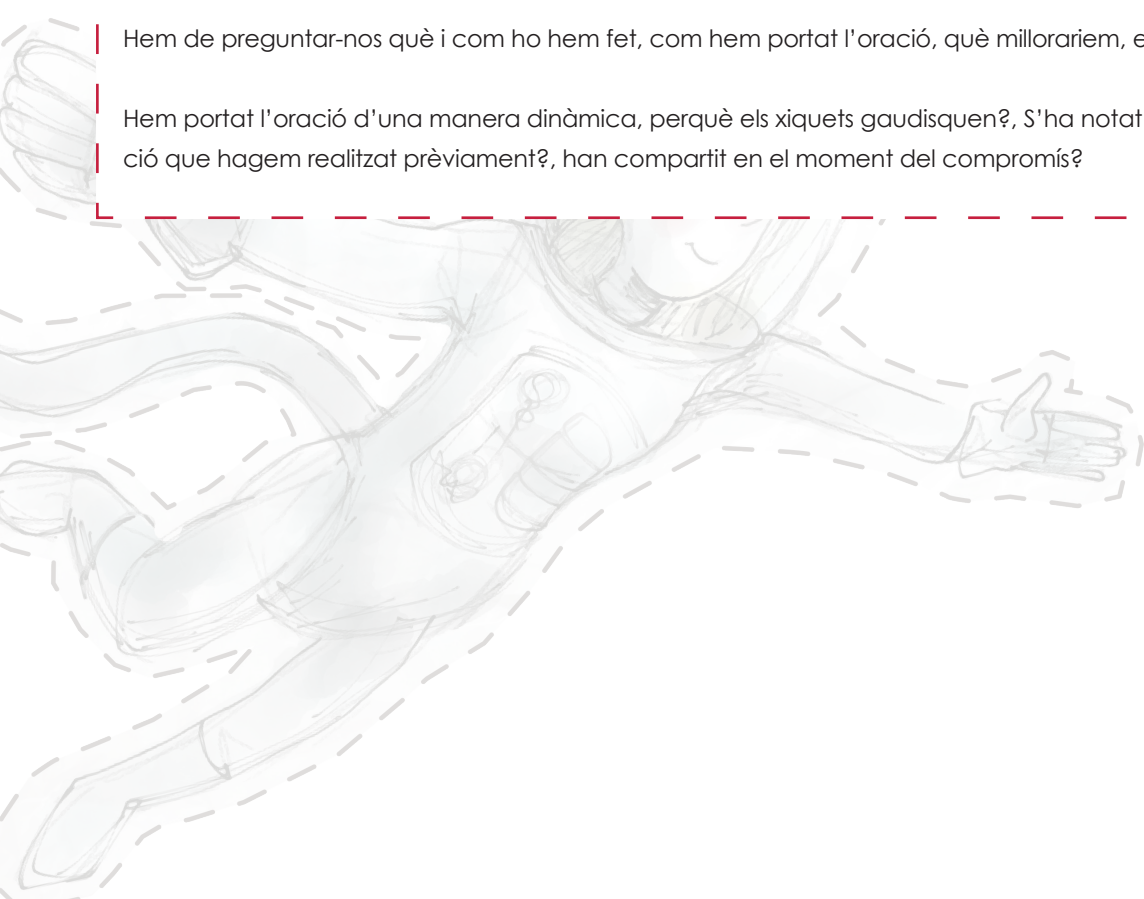 Hem de preguntar-nos què i com ho hem fet, com hem portat l’oració, què millorariem,
Hem portat l’oració d’una manera dinàmica, perquè els xiquets gaudisquen?, S’ha notat
ció que hagem realitzat prèviament?, han compartit en el moment del compromís?